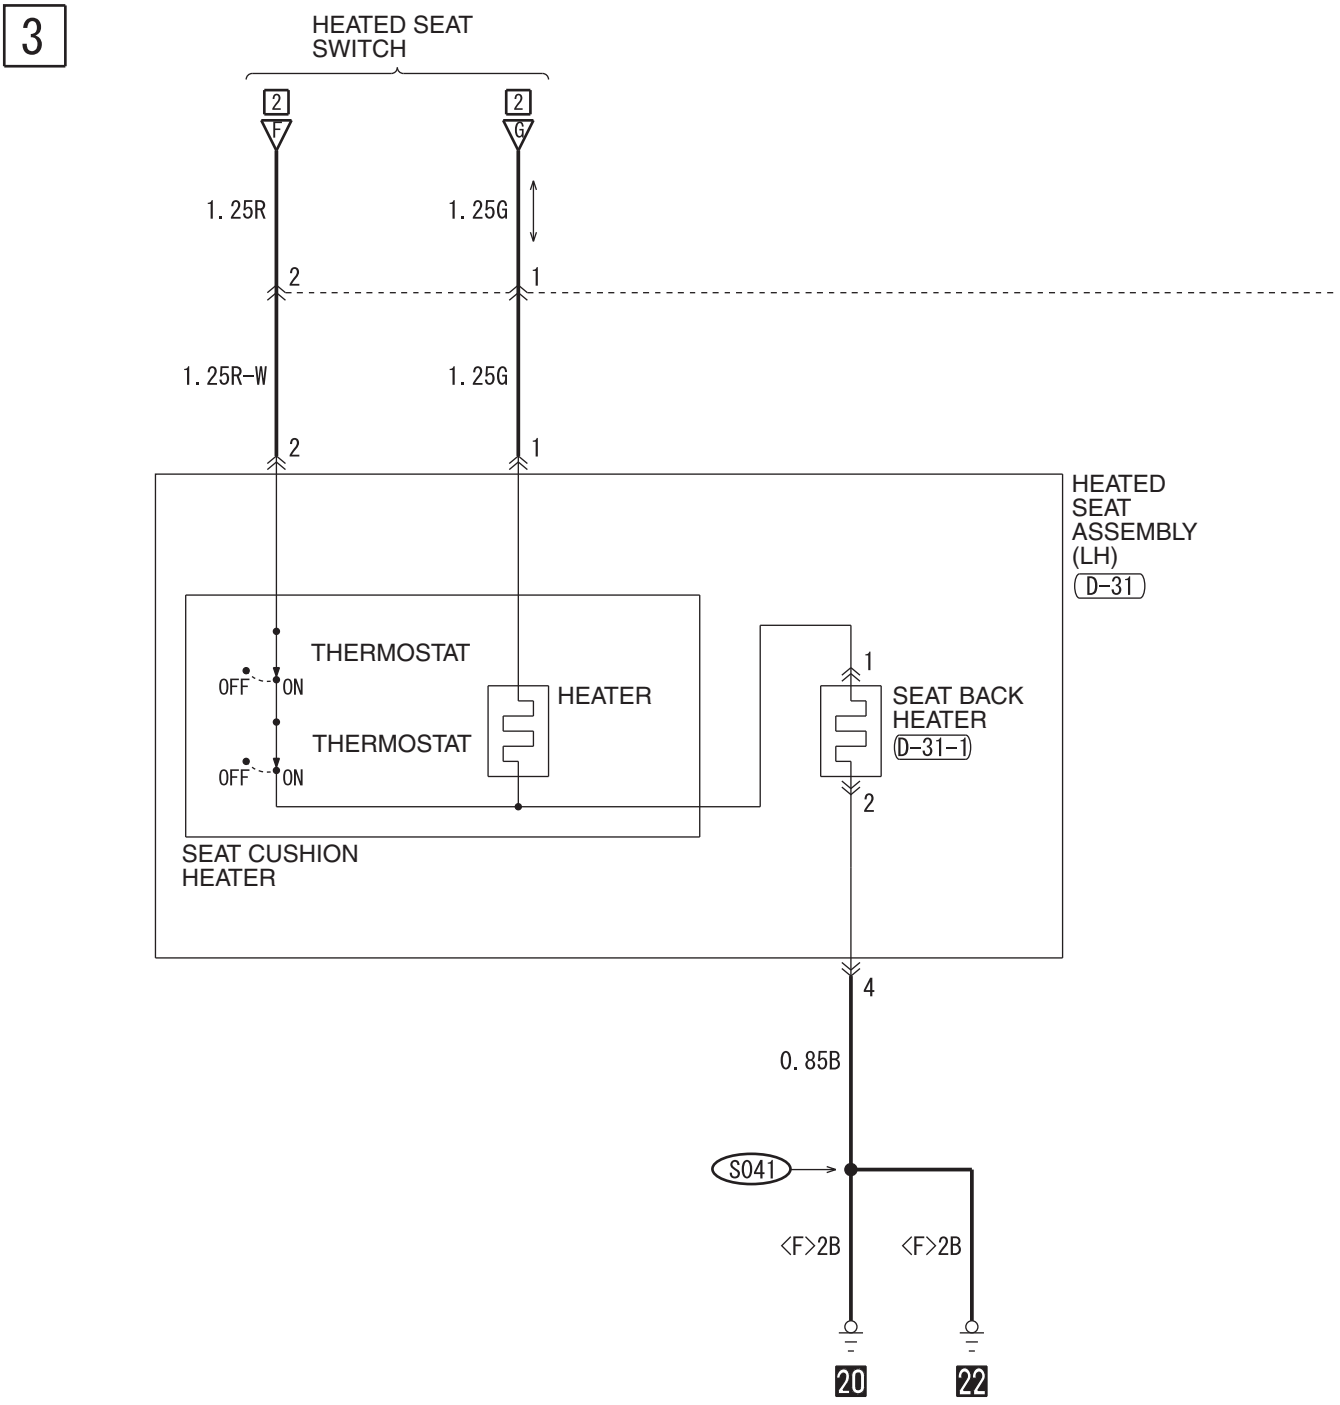 3
HEATED SEAT
SWITCH
2
2
F
G
1.25R
1.25G
2
1
1.25R-W
1.25G
2
1
HEATED
SEAT
ASSEMBLY
(LH)
D-31
THERMOSTAT
OFF
ON
HEATER
1
SEAT BACK
HEATER
D-31-1
THERMOSTAT
OFF
ON
2
SEAT CUSHION
HEATER
4
0.85B
S041
<F>2B
<F>2B
20
22